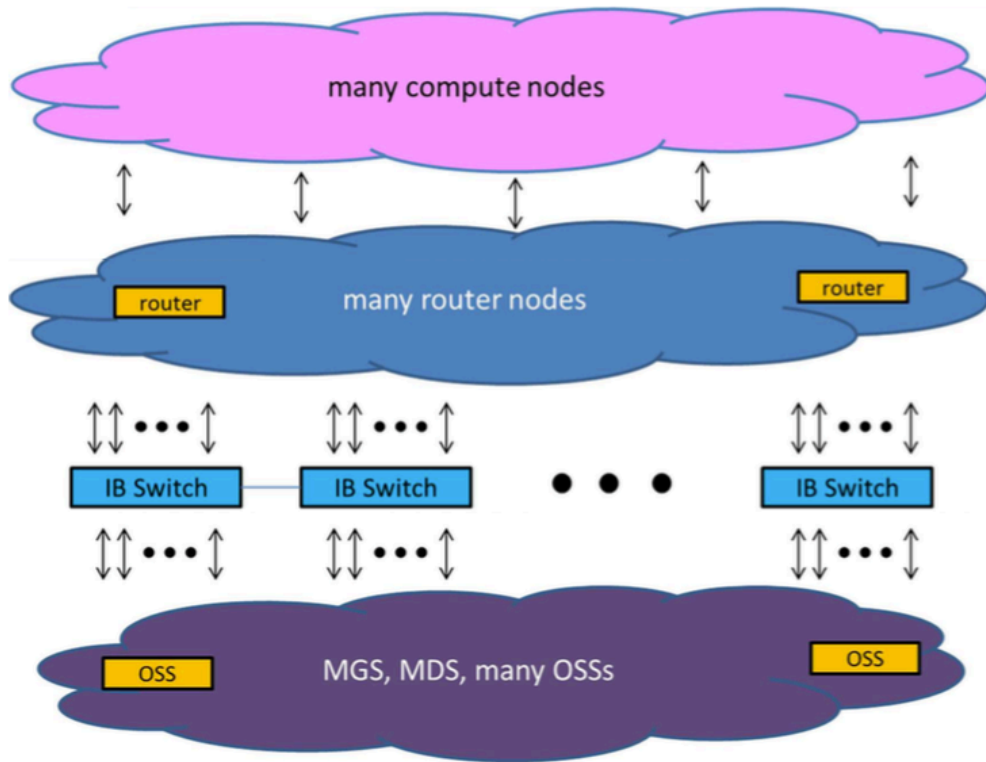 many compute nodes
router
many router nodes
router
IB Switch
IB Switch
IB Switch
OSS
MGS, MDS, many OSSs
OSS